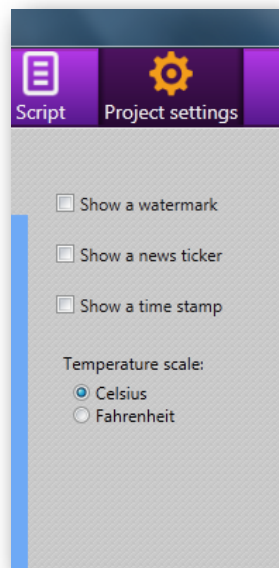 Script
Project settings
Show a watermark
Show a news ticker
Show a time stamp
Temperature scale:
Celsius
Fahrenheit